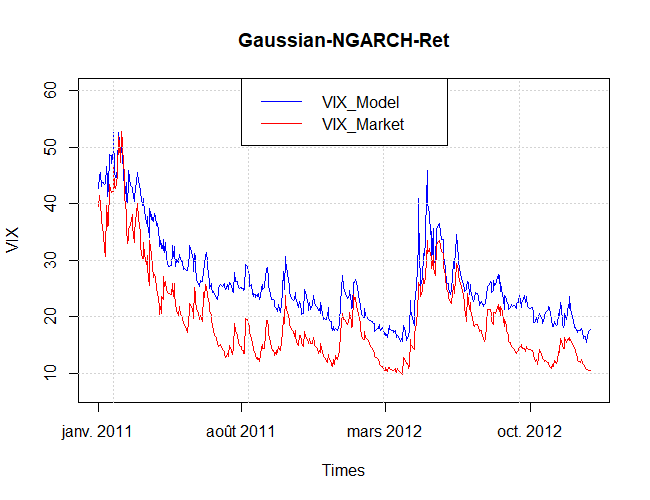 Gaussian-NGARCH-Ret
VIX_Model
VIX_Market
60
50
40
30
20
10
VIX
janv. 2011 août 2011 mars 2012 oct. 2012
Times